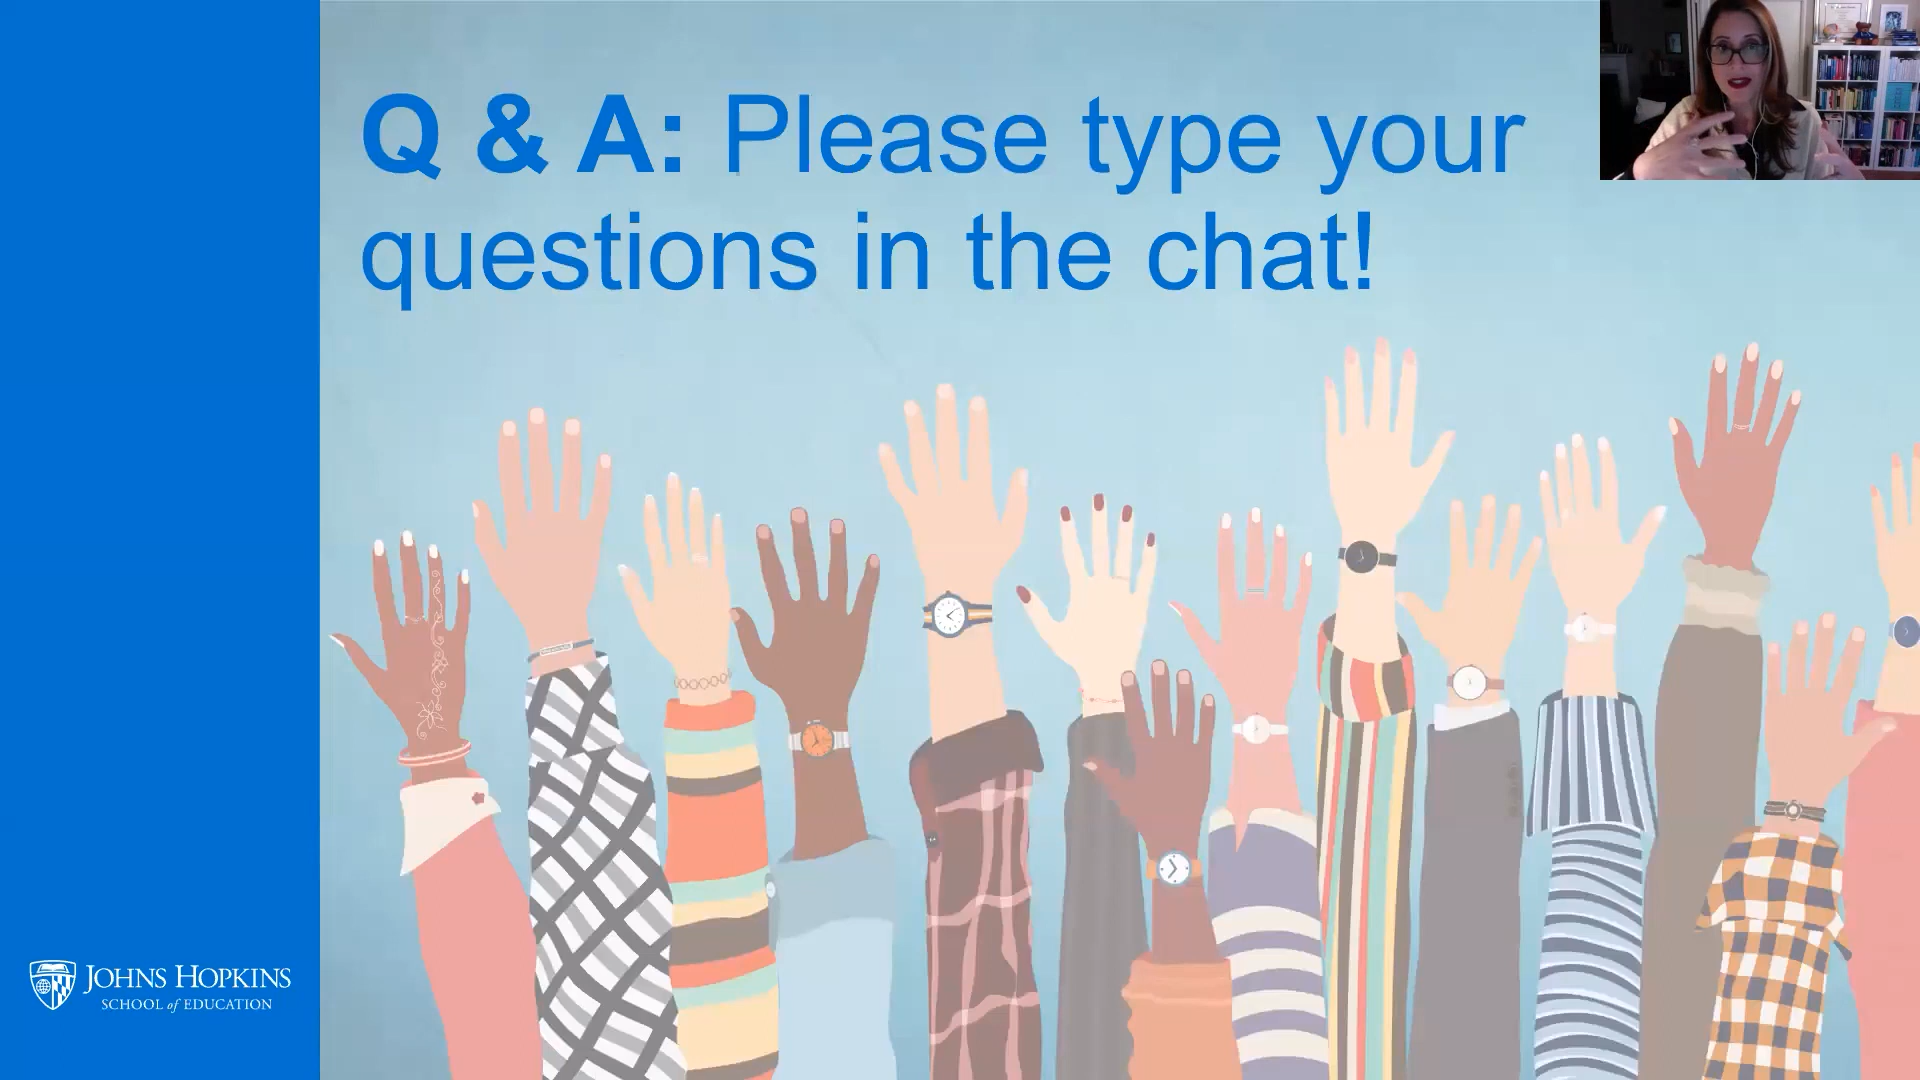 Q & A: Please type your
questions in the chat!
JOHNS HOPKINS
SCHOOL of EDUCATION